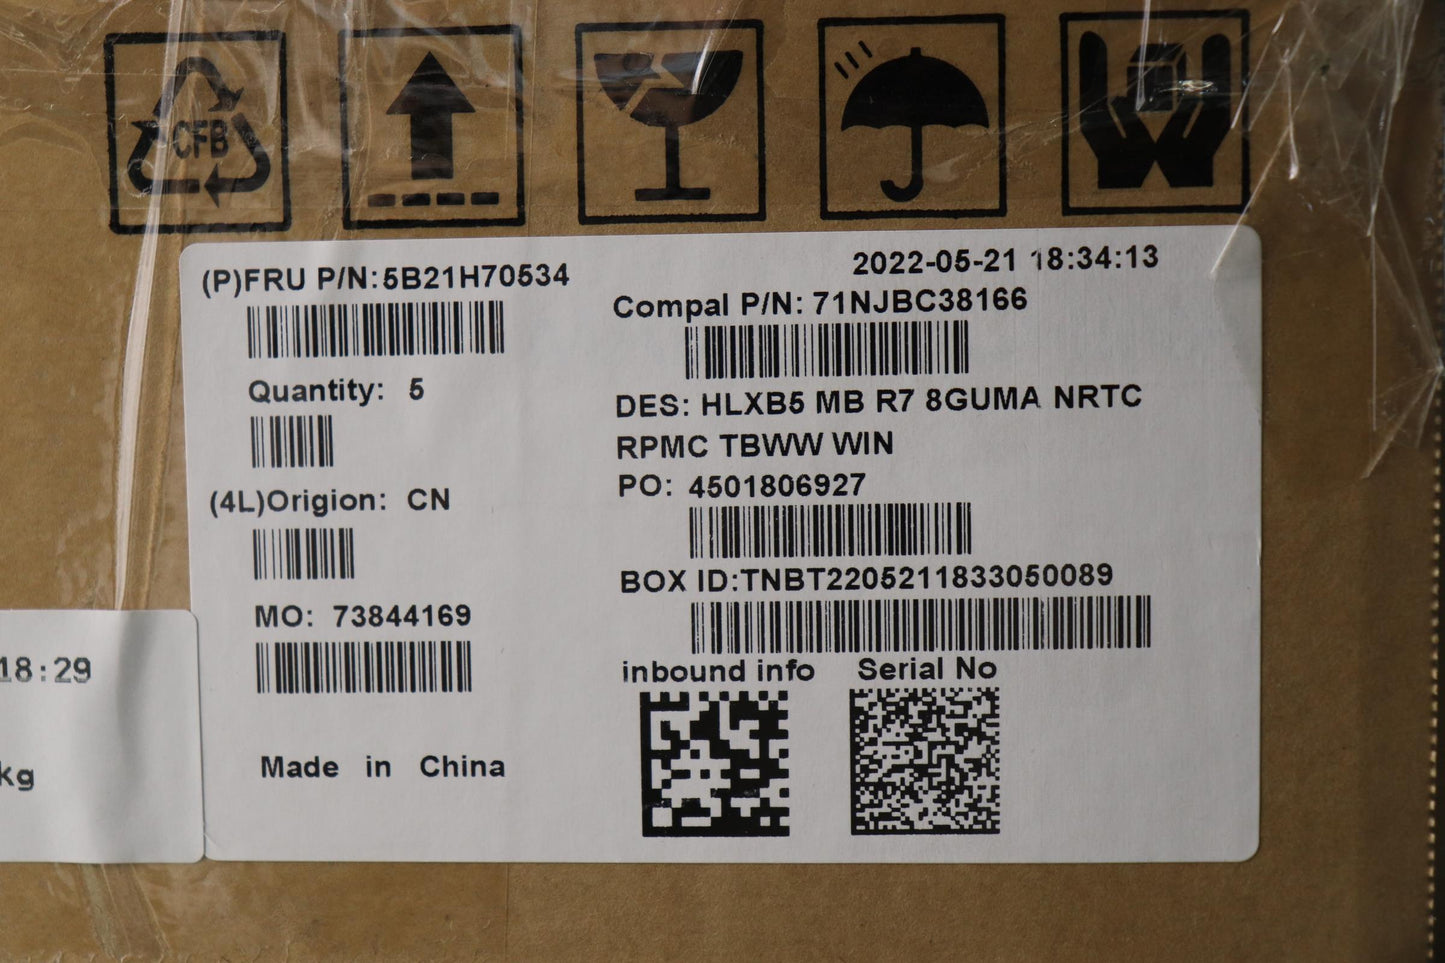 CFB
(P)FRU P/N:5B21H70534
2022-05-21 18:34:13
Compal P/N: 71NJBC38166
Quantity: 5
DES: HLXB5 MB R7 8GUMA NRTC
RPMC TBWW WIN
PO: 4501806927
(4L)Origion: CN
BOX ID:TNBT2205211833050089
MO: 73844169
inbound info
Serial No
Made in China
18:29
kg